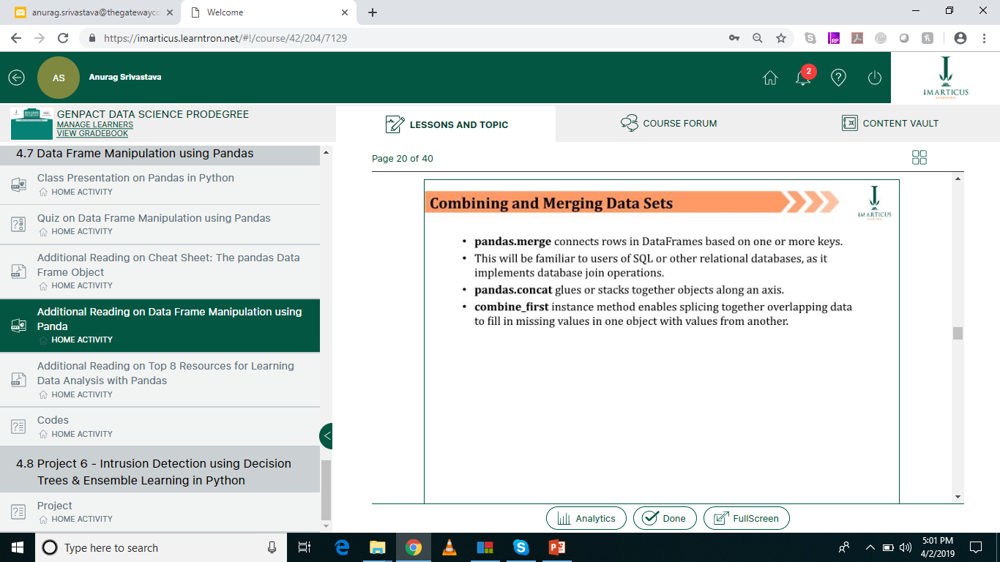 anurag.srivastava@thegatewayco
Welcome
https://imarticus.learntron.net/#!/course/42/204/7129
AS
Anurag Srivastava
2
IMARTICUS
LEARNING
GENPACT DATA SCIENCE PRODEGREE
MANAGE LEARNERS
VIEW GRADEBOOK
LESSONS AND TOPIC
COURSE FORUM
CONTENT VAULT
4.7 Data Frame Manipulation using Pandas
Class Presentation on Pandas in Python
HOME ACTIVITY
Quiz on Data Frame Manipulation using Pandas
HOME ACTIVITY
Additional Reading on Cheat Sheet: The pandas Data
Frame Object
HOME ACTIVITY
Additional Reading on Data Frame Manipulation using
Panda
HOME ACTIVITY
Additional Reading on Top 8 Resources for Learning
Data Analysis with Pandas
HOME ACTIVITY
Codes
HOME ACTIVITY
4.8 Project 6 - Intrusion Detection using Decision
Trees & Ensemble Learning in Python
Project
HOME ACTIVITY
Page 20 of 40
Combining and Merging Data Sets
IMARTICUS
• pandas.merge connects rows in DataFrames based on one or more keys.
• This will be familiar to users of SQL or other relational databases, as it
implements database join operations.
• pandas.concat glues or stacks together objects along an axis.
• combine_first instance method enables splicing together overlapping data
to fill in missing values in one object with values from another.
Analytics
Done
FullScreen
Type here to search
5:01 PM
4/2/2019